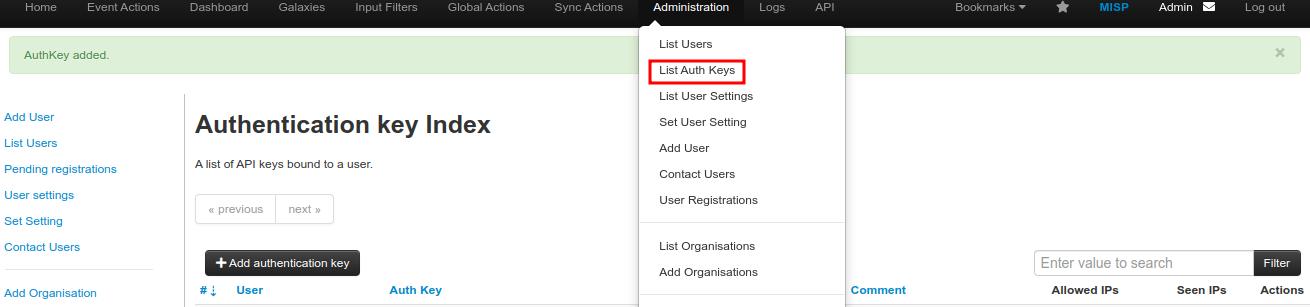 Home Event Actions Dashboard Galaxies Input Filters Global Actions Sync Actions Administration Logs API Bookmarks MISP Admin Log out
AuthKey added. ×
List Users
List Auth Keys
List User Settings
Set User Setting
Add User
Contact Users
User Registrations
List Organisations
Add Organisations
Add User
List Users
Pending registrations
User settings
Set Setting
Contact Users
Add Organisation
Authentication key Index
A list of API keys bound to a user.
« previous next »
+ Add authentication key Enter value to search Filter
# ↓ User Auth Key Comment Allowed IPs Seen IPs Actions